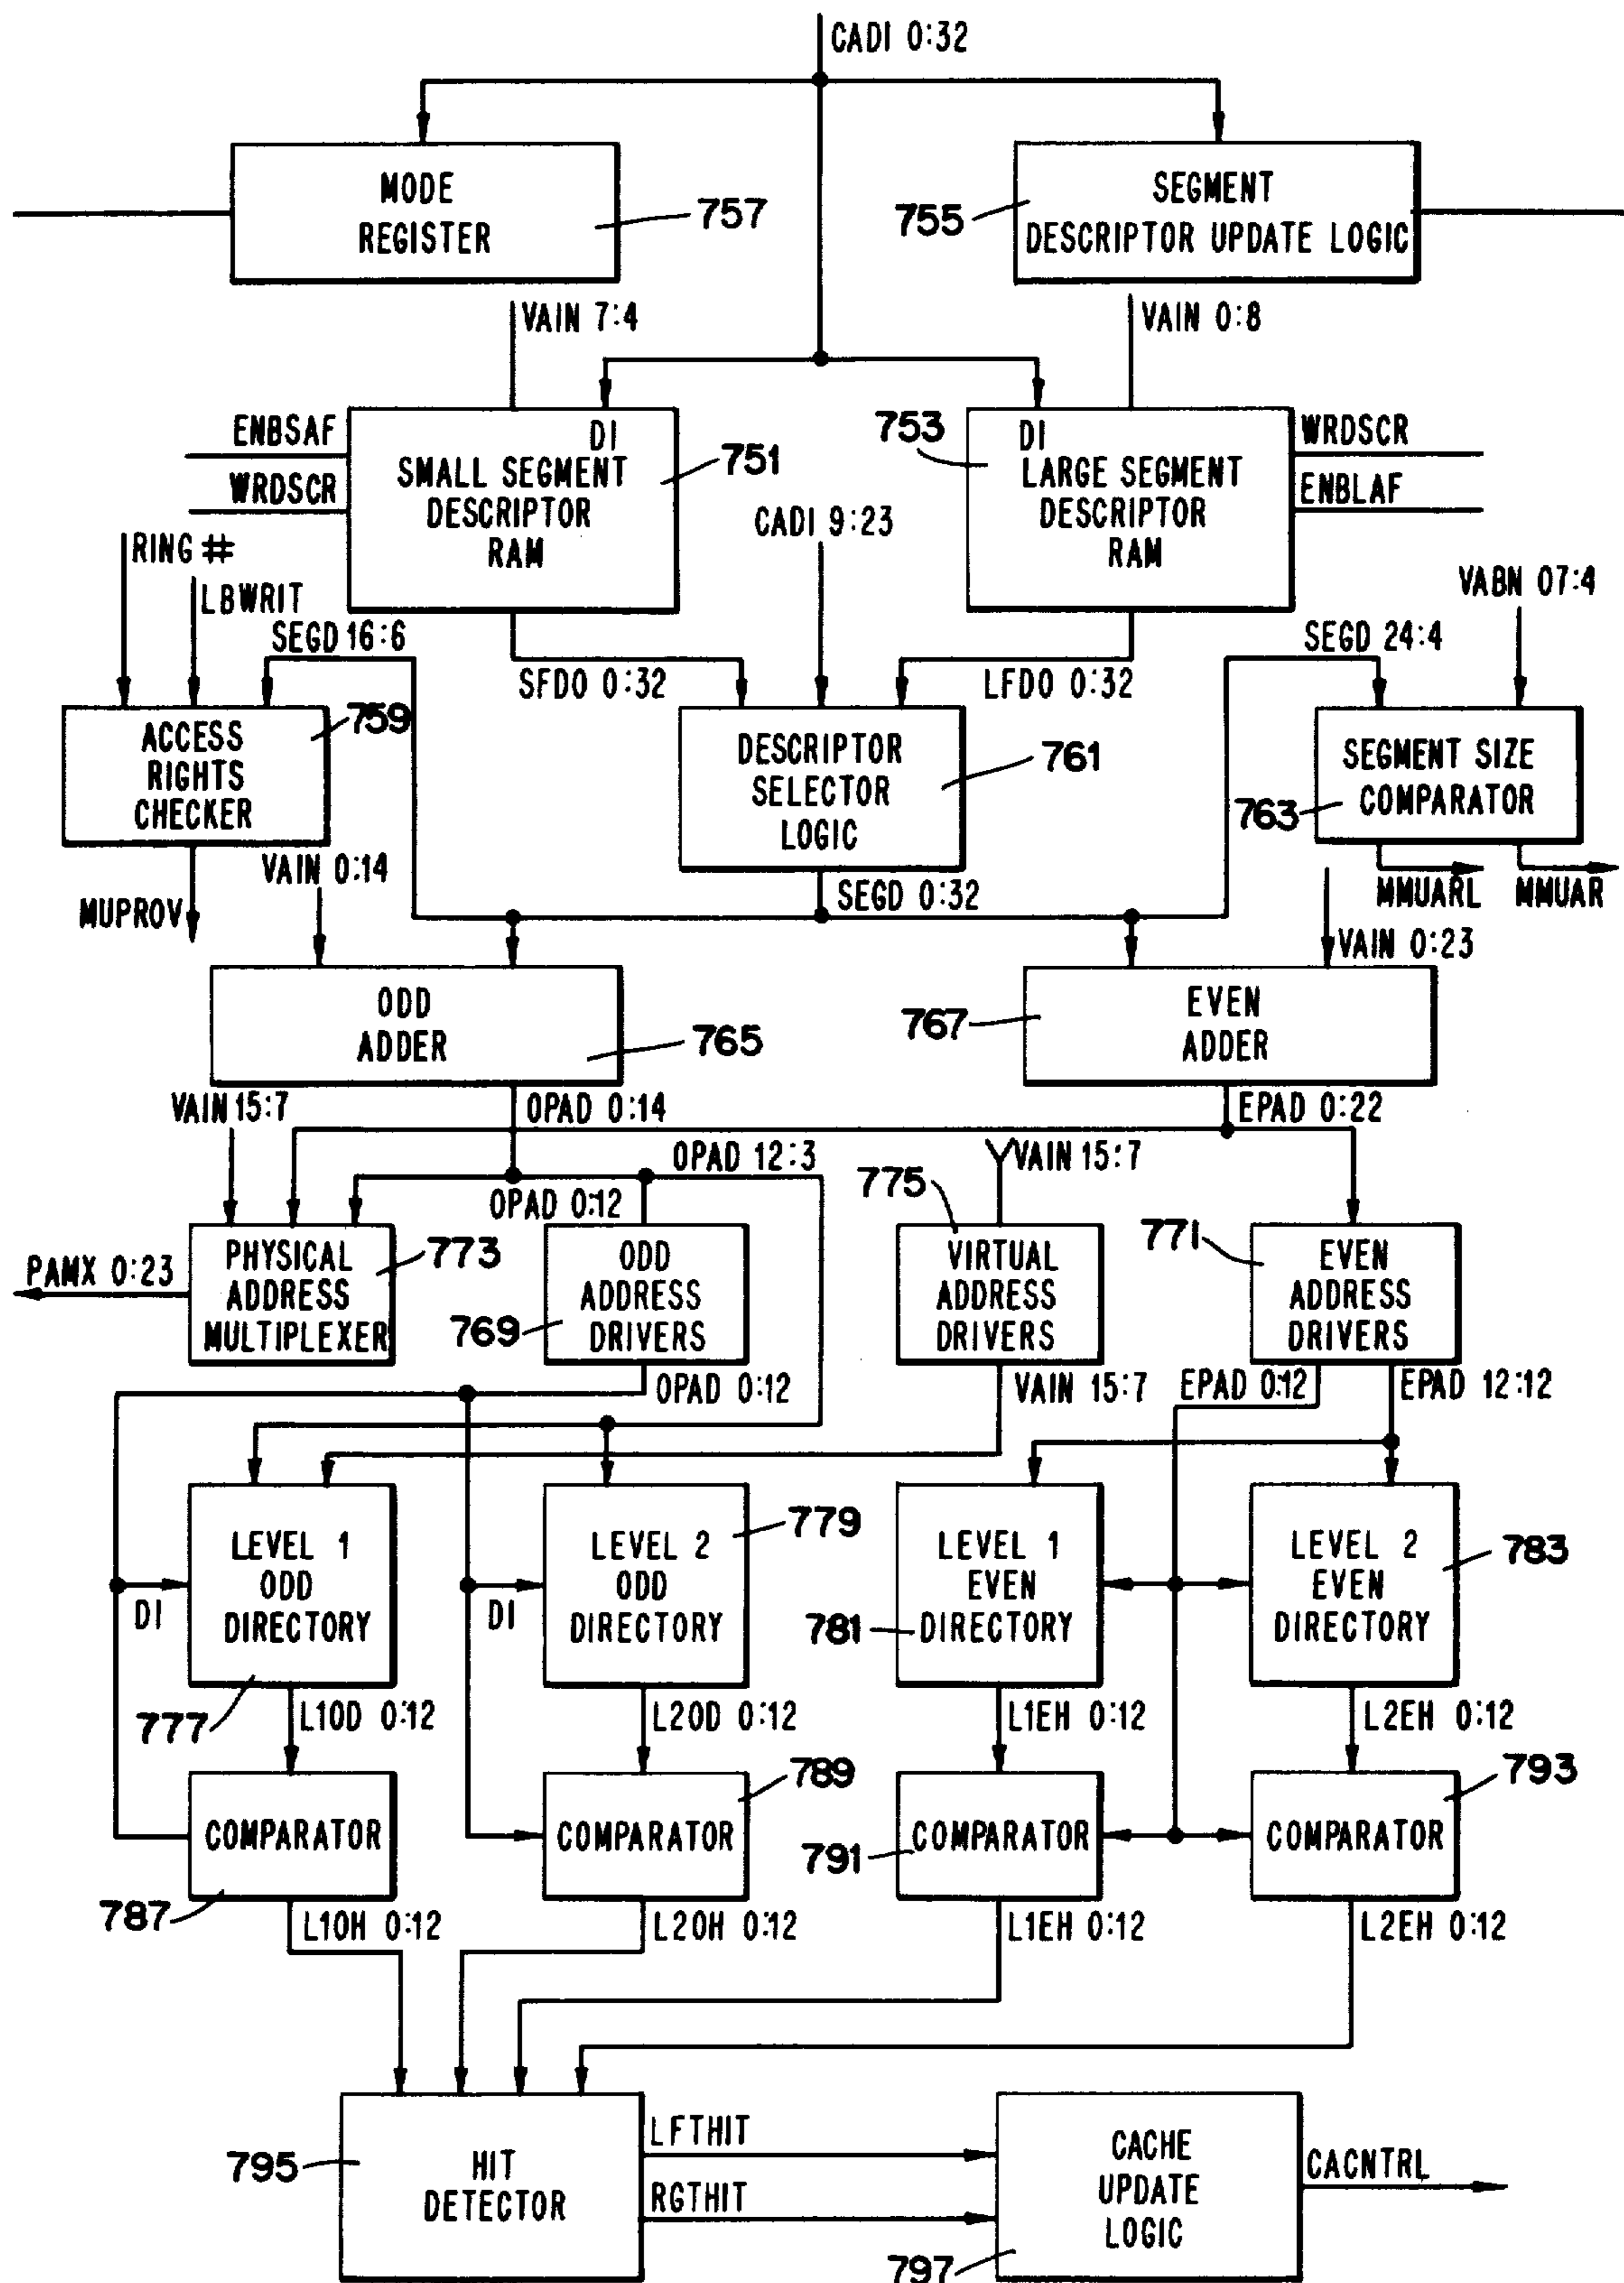 CADI 0:32
MODE
REGISTER
757
755
SEGMENT
DESCRIPTOR UPDATE LOGIC
VAIN 7:4
VAIN 0:8
ENBSAF
WRDSCR
DI
SMALL SEGMENT
DESCRIPTOR
RAM
751
753
DI
LARGE SEGMENT
DESCRIPTOR
RAM
WRDSCR
ENBLAF
CADI 9:23
RING #
LBWRIT
SEGD 16:6
SFDO 0:32
LFDO 0:32
SEGD 24:4
VABN 07:4
ACCESS
RIGHTS
CHECKER
759
DESCRIPTOR
SELECTOR
LOGIC
761
SEGMENT SIZE
COMPARATOR
763
MUPROV
VAIN 0:14
SEGD 0:32
MMUARL
MMUAR
VAIN 0:23
ODD
ADDER
765
767
EVEN
ADDER
VAIN 15:7
OPAD 0:14
EPAD 0:22
OPAD 12:3
OPAD 0:12
775
VAIN 15:7
771
PAMX 0:23
PHYSICAL
ADDRESS
MULTIPLEXER
773
769
ODD
ADDRESS
DRIVERS
VIRTUAL
ADDRESS
DRIVERS
EVEN
ADDRESS
DRIVERS
OPAD 0:12
VAIN 15:7
EPAD 0:12
EPAD 12:12
DI
LEVEL 1
ODD
DIRECTORY
777
DI
LEVEL 2
ODD
DIRECTORY
779
LEVEL 1
EVEN
DIRECTORY
781
LEVEL 2
EVEN
DIRECTORY
783
L1OD 0:12
L2OD 0:12
L1EH 0:12
L2EH 0:12
COMPARATOR
787
COMPARATOR
789
COMPARATOR
791
COMPARATOR
793
L1OH 0:12
L2OH 0:12
L1EH 0:12
L2EH 0:12
795
HIT
DETECTOR
LFTHIT
RGTHIT
CACHE
UPDATE
LOGIC
797
CACNTRL